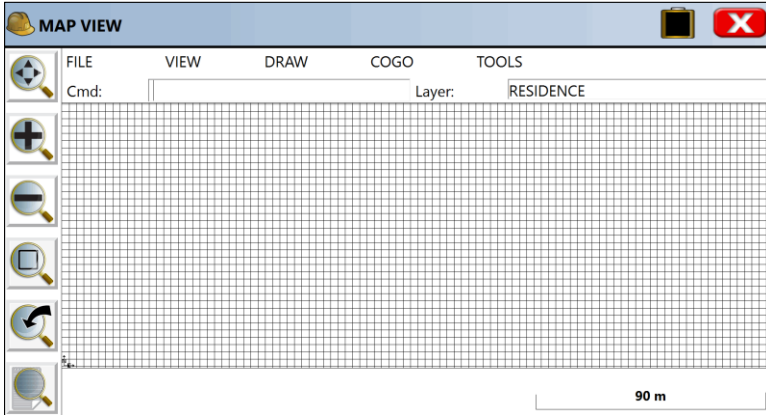 MAP VIEW
FILE VIEW DRAW COGO TOOLS
Cmd: Layer: RESIDENCE
90 m